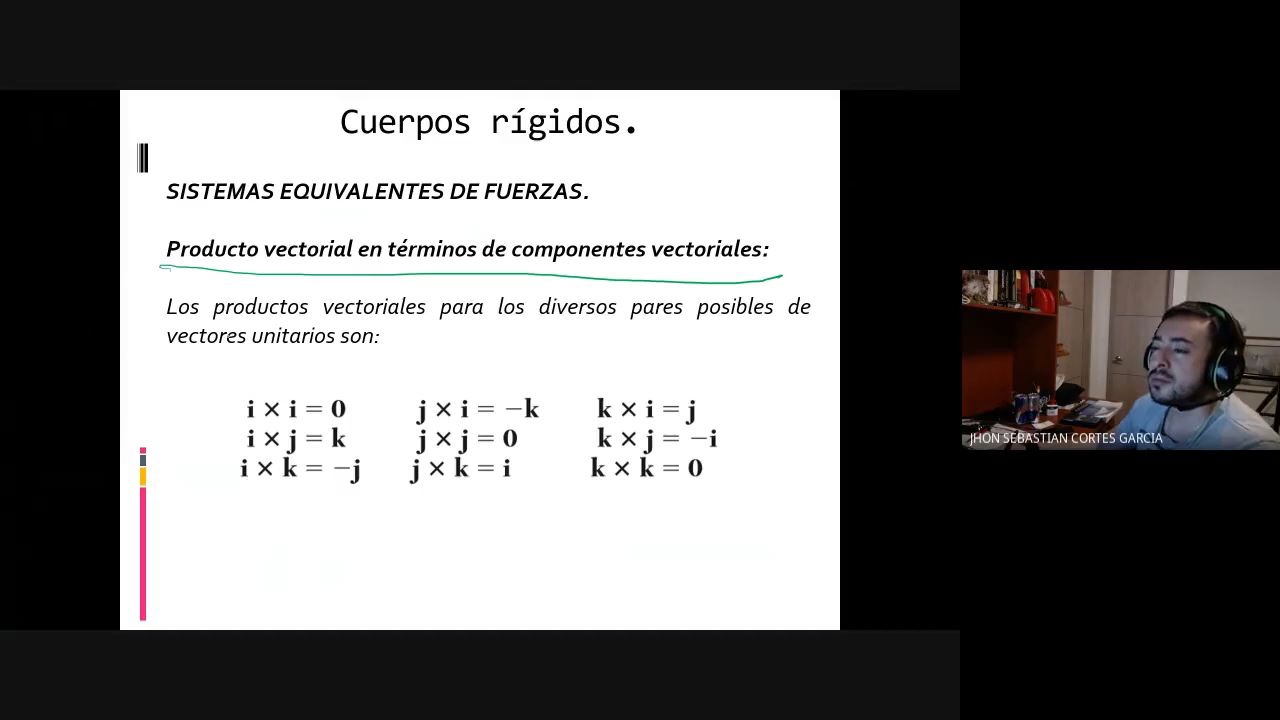 Cuerpos rígidos.
SISTEMAS EQUIVALENTES DE FUERZAS.
Producto vectorial en términos de componentes vectoriales:
Los productos vectoriales para los diversos pares posibles de
vectores unitarios son:
i × i = 0 j × i = −k k × i = j
i × j = k j × j = 0 k × j = −i
i × k = −j j × k = i k × k = 0
JHON SEBASTIAN CORTES GARCIA